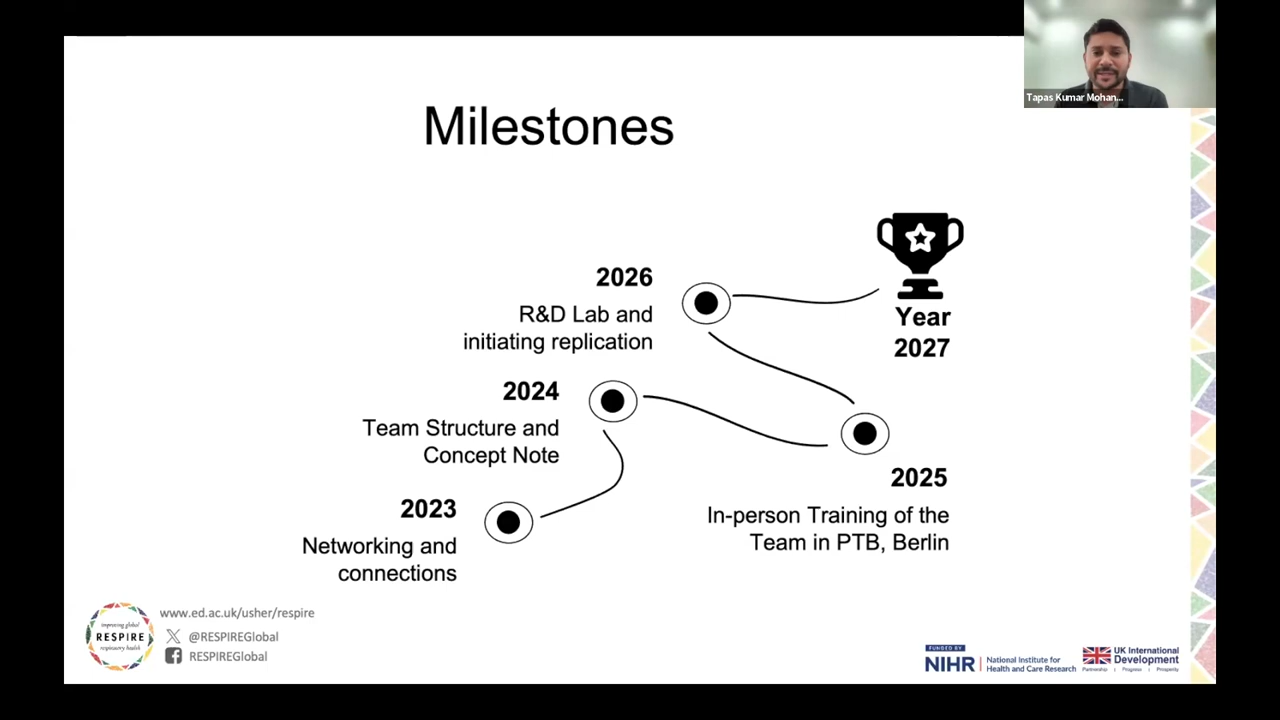 Tapas Kumar Mohan...
Milestones
2026
R&D Lab and
initiating replication
Year
2027
2024
Team Structure and
Concept Note
2025
In-person Training of the
Team in PTB, Berlin
2023
Networking and
connections
improving global
RESPIRE
respiratory health
www.ed.ac.uk/usher/respire
@RESPIREGlobal
RESPIREGlobal
FUNDED BY
NIHR | National Institute for
Health and Care Research
UK International
Development
Partnership | Progress | Prosperity